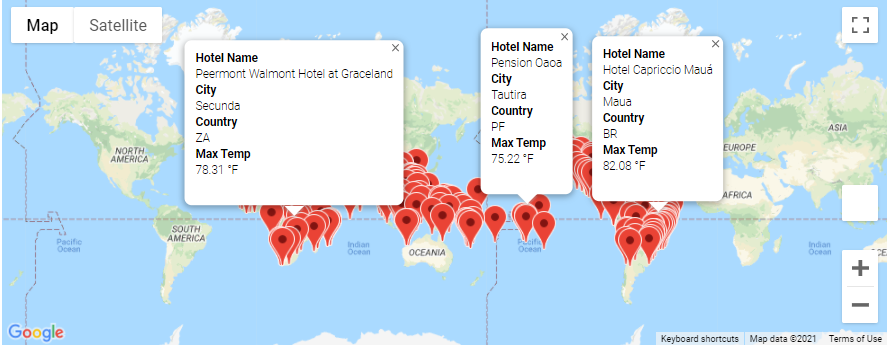 Map
Satellite
Hotel Name
Peermont Walmont Hotel at Graceland
City
Secunda
Country
ZA
Max Temp
78.31 °F
Hotel Name
Pension Oaoa
City
Tautira
Country
PF
Max Temp
75.22 °F
Hotel Name
Hotel Capriccio Mauá
City
Maua
Country
BR
Max Temp
82.08 °F
NORTH
AMERICA
ASIA
EUROPE
AFRICA
SOUTH
AMERICA
OCEANIA
Pacific
Ocean
Indian
Ocean
Pacific
Ocean
SOUTH
AMERICA
Indian
Ocean
Google
Keyboard shortcuts
Map data ©2021
Terms of Use